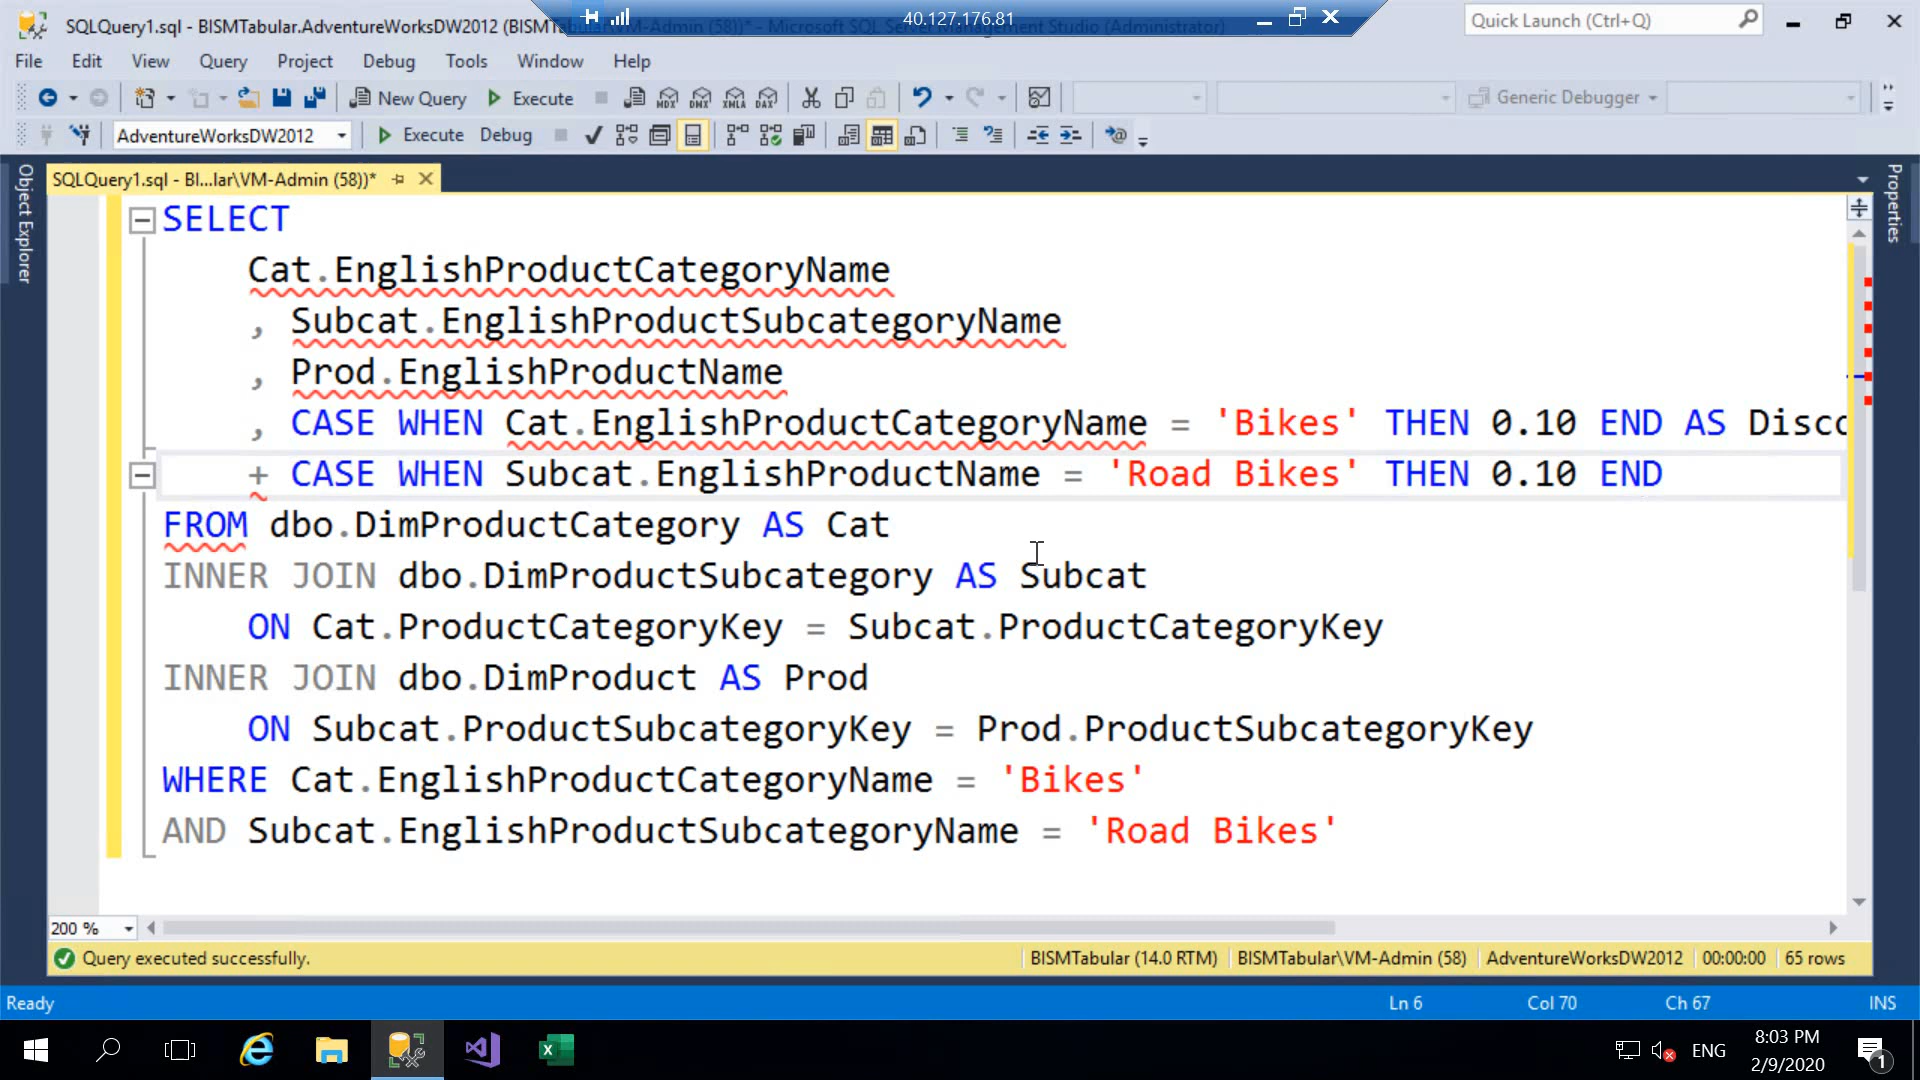 SQLQuery1.sql - BISMTabular.AdventureWorksDW2012 (BISMTabular\VM-Admin (58))* - Microsoft SQL Server Management Studio (Administrator)
40.127.176.81
Quick Launch (Ctrl+Q)
File Edit View Query Project Debug Tools Window Help
New Query Execute MDX DMX XMLA DAX Generic Debugger
AdventureWorksDW2012 Execute Debug
Object Explorer
SQLQuery1.sql - BI...lar\VM-Admin (58))*
Properties
SELECT
Cat.EnglishProductCategoryName
, Subcat.EnglishProductSubcategoryName
, Prod.EnglishProductName
, CASE WHEN Cat.EnglishProductCategoryName = 'Bikes' THEN 0.10 END AS Disco
+ CASE WHEN Subcat.EnglishProductName = 'Road Bikes' THEN 0.10 END
FROM dbo.DimProductCategory AS Cat
INNER JOIN dbo.DimProductSubcategory AS Subcat
ON Cat.ProductCategoryKey = Subcat.ProductCategoryKey
INNER JOIN dbo.DimProduct AS Prod
ON Subcat.ProductSubcategoryKey = Prod.ProductSubcategoryKey
WHERE Cat.EnglishProductCategoryName = 'Bikes'
AND Subcat.EnglishProductSubcategoryName = 'Road Bikes'
200 %
Query executed successfully. BISMTabular (14.0 RTM) BISMTabular\VM-Admin (58) AdventureWorksDW2012 00:00:00 65 rows
Ready Ln 6 Col 70 Ch 67 INS
ENG 8:03 PM
2/9/2020
1